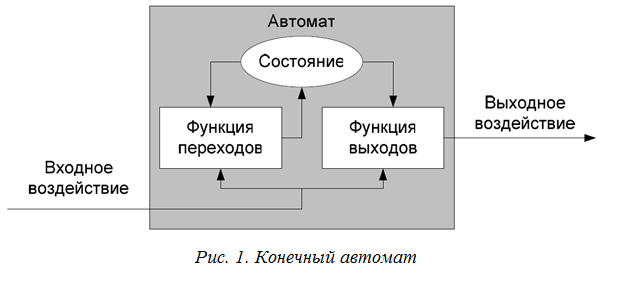 Автомат
Состояние
Функция
переходов
Функция
выходов
Выходное
воздействие
Входное
воздействие
Рис. 1. Конечный автомат